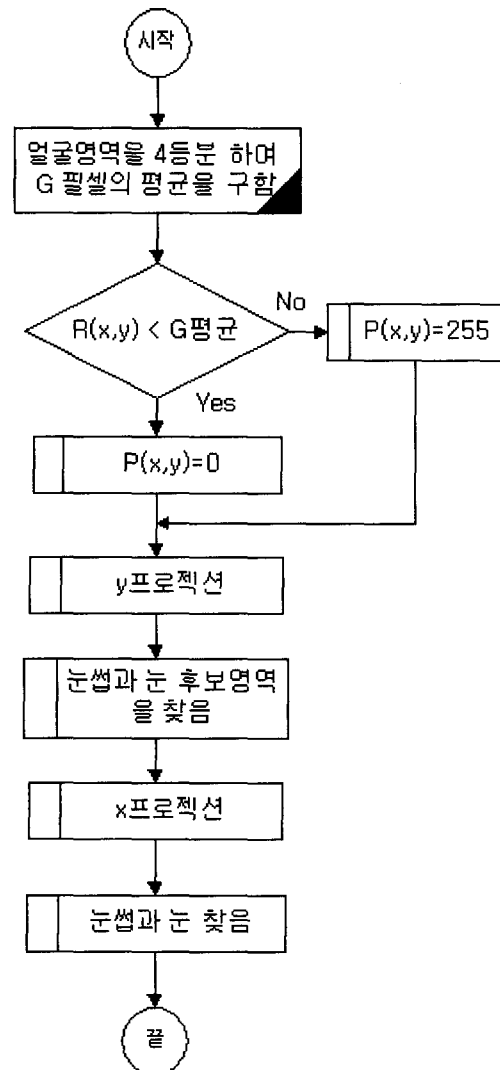 시작
얼굴영역을 4등분 하며
G 필셀의 평균을 구함
R(x,y) < G평균
No
P(x,y)=255
Yes
P(x,y)=0
y프로젝션
눈썹과 눈 후보영역
을 찾음
x프로젝션
눈썹과 눈 찾음
끝